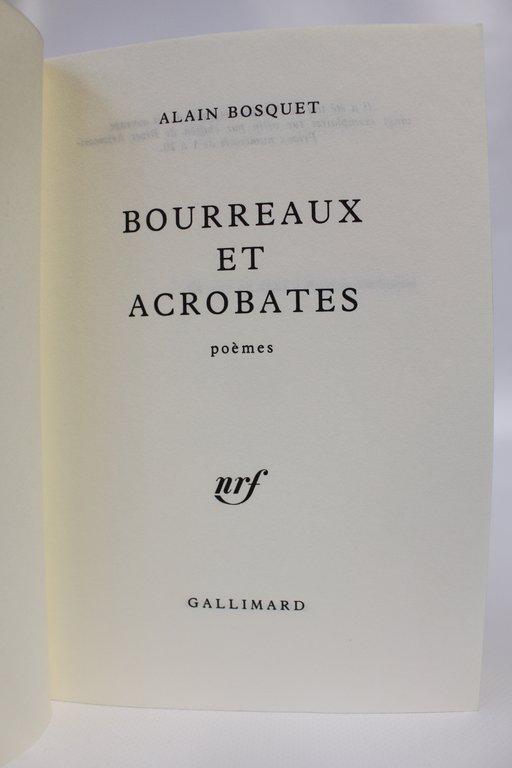 ALAIN BOSQUET
BOURREAUX
ET
ACROBATES
poèmes
nrf
GALLIMARD